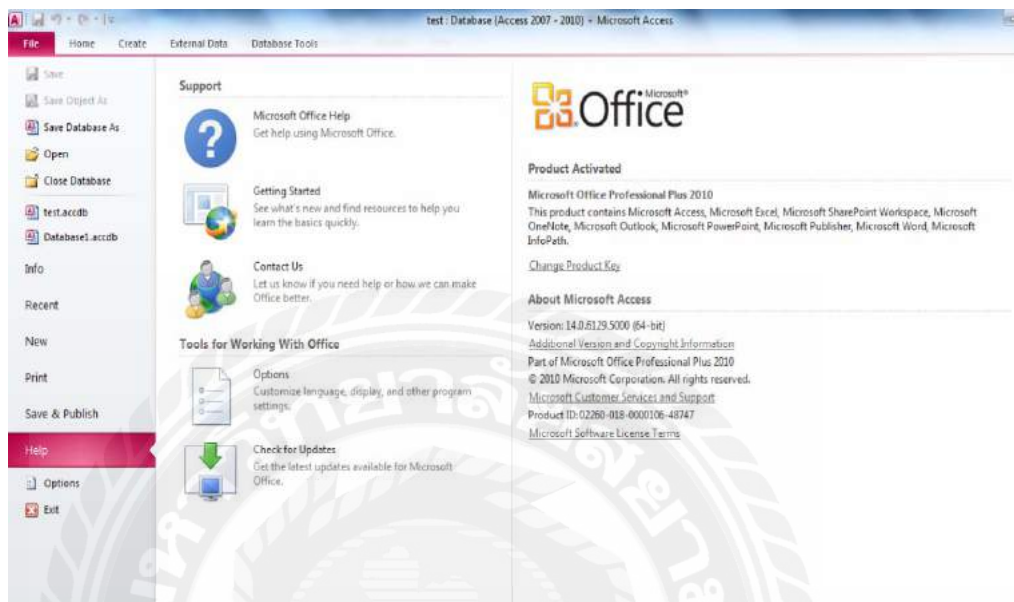 test : Database (Access 2007 - 2010) - Microsoft Access
File Home Create External Data Database Tools
Save
Save Object As
Save Database As
Open
Close Database
test.accdb
Database1.accdb
Info
Recent
New
Print
Save & Publish
Help
Options
Exit
Support
Microsoft Office Help
Get help using Microsoft Office.
Getting Started
See what's new and find resources to help you
learn the basics quickly.
Contact Us
Let us know if you need help or how we can make
Office better.
Tools for Working With Office
Options
Customize language, display, and other program
settings.
Check for Updates
Get the latest updates available for Microsoft
Office.
Microsoft®
Office
Product Activated
Microsoft Office Professional Plus 2010
This product contains Microsoft Access, Microsoft Excel, Microsoft SharePoint Workspace, Microsoft
OneNote, Microsoft Outlook, Microsoft PowerPoint, Microsoft Publisher, Microsoft Word, Microsoft
InfoPath.
Change Product Key
About Microsoft Access
Version: 14.0.6129.5000 (64-bit)
Additional Version and Copyright Information
Part of Microsoft Office Professional Plus 2010
© 2010 Microsoft Corporation. All rights reserved.
Microsoft Customer Services and Support
Product ID: 02260-018-0000106-48747
Microsoft Software License Terms